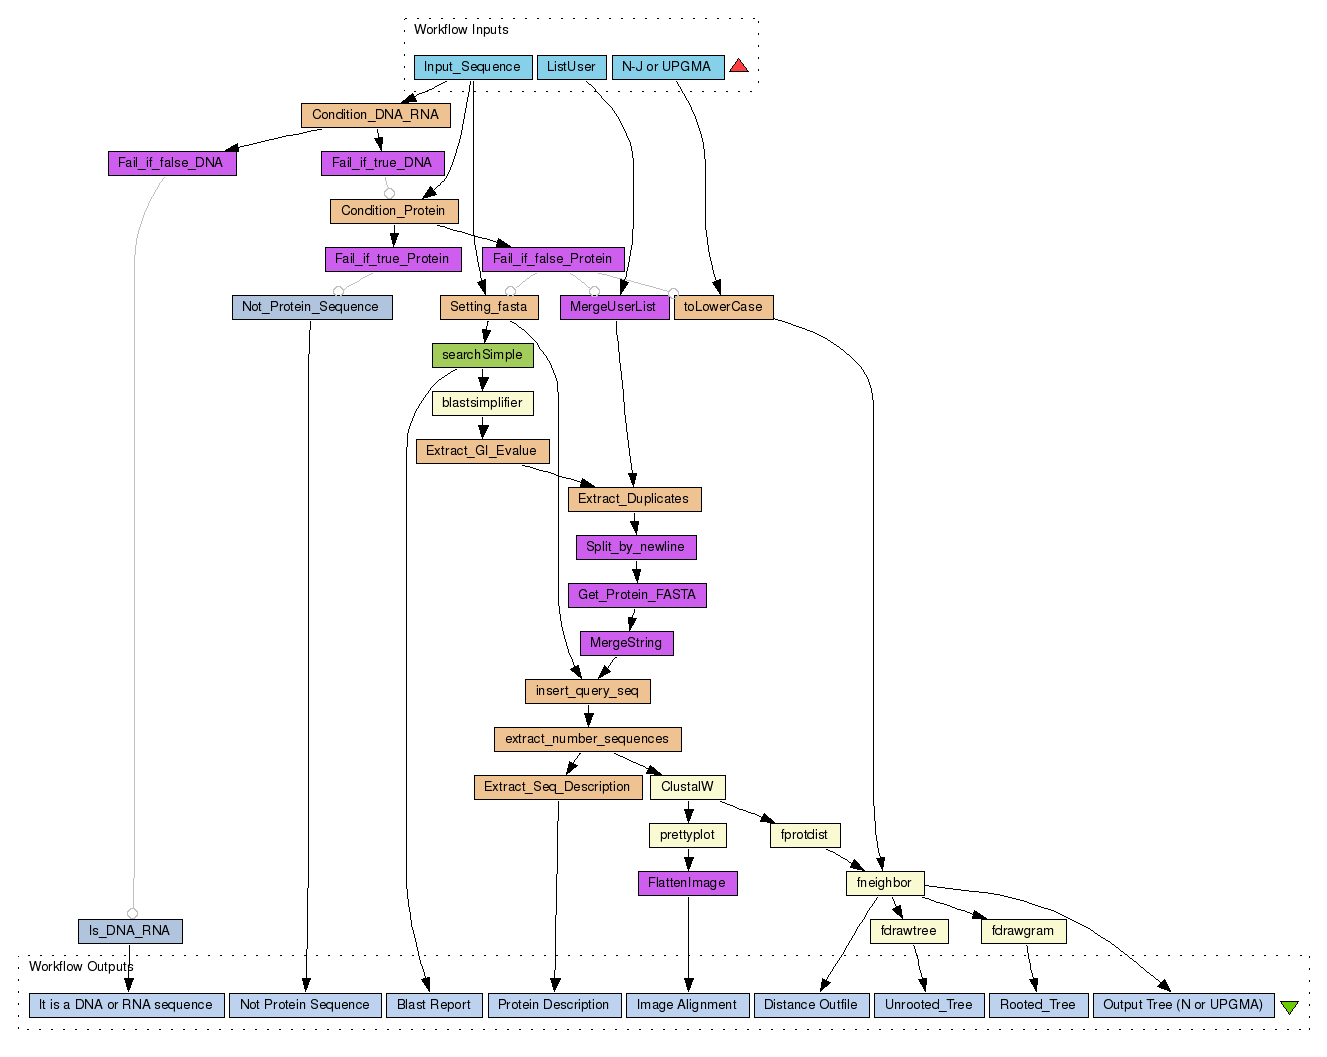 Workflow Inputs
Input_Sequence
ListUser
N-J or UPGMA
Condition_DNA_RNA
Fail_if_false_DNA
Fail_if_true_DNA
Condition_Protein
Fail_if_true_Protein
Fail_if_false_Protein
Not_Protein_Sequence
Setting_fasta
MergeUserList
toLowerCase
searchSimple
blastsimplifier
Extract_GI_Evalue
Extract_Duplicates
Split_by_newline
Get_Protein_FASTA
MergeString
insert_query_seq
extract_number_sequences
Extract_Seq_Description
ClustalW
prettyplot
fprotdist
FlattenImage
fneighbor
Is_DNA_RNA
fdrawtree
fdrawgram
Workflow Outputs
It is a DNA or RNA sequence
Not Protein Sequence
Blast Report
Protein Description
Image Alignment
Distance Outfile
Unrooted_Tree
Rooted_Tree
Output Tree (N or UPGMA)